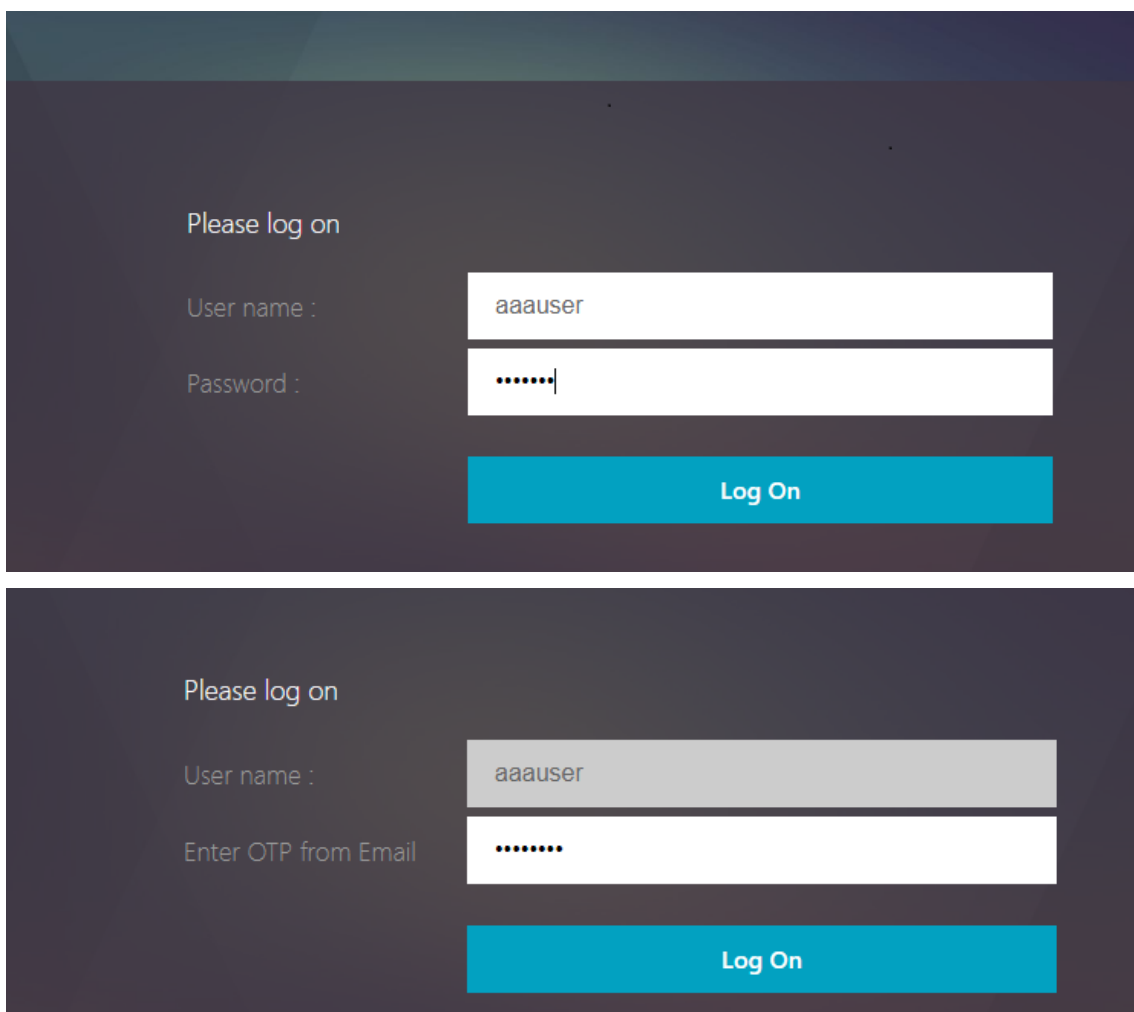 Please log on
User name :
aaauser
Password :
•••••••
Log On
Please log on
User name :
aaauser
Enter OTP from Email
••••••••
Log On